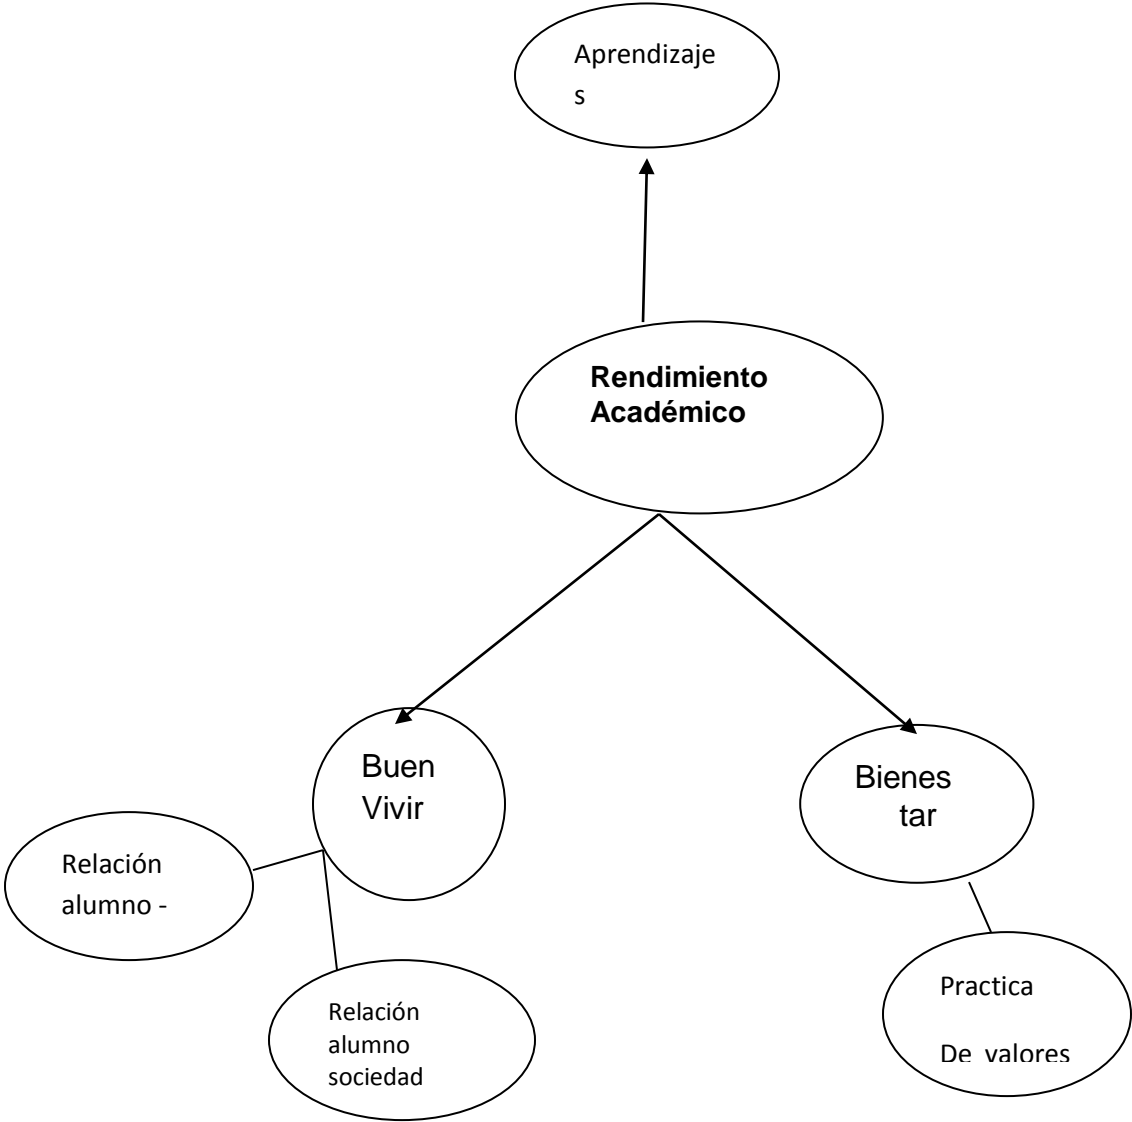 Aprendizaje
s
Rendimiento
Académico
Buen
Vivir
Bienes
tar
Relación
alumno -
Relación
alumno
sociedad
Practica
De valores